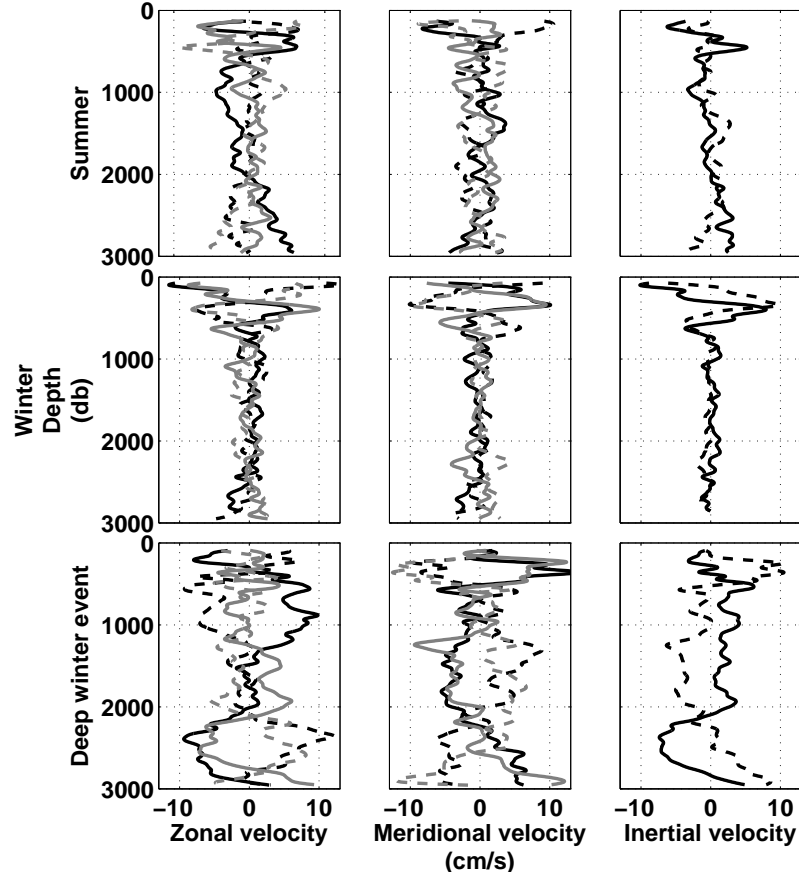 0
1000
2000
3000
Summer
0
1000
2000
3000
Winter
Depth
(db)
0
1000
2000
3000
Deep winter event
−10 0 10
−10 0 10
−10 0 10
Zonal velocity
Meridional velocity
(cm/s)
Inertial velocity